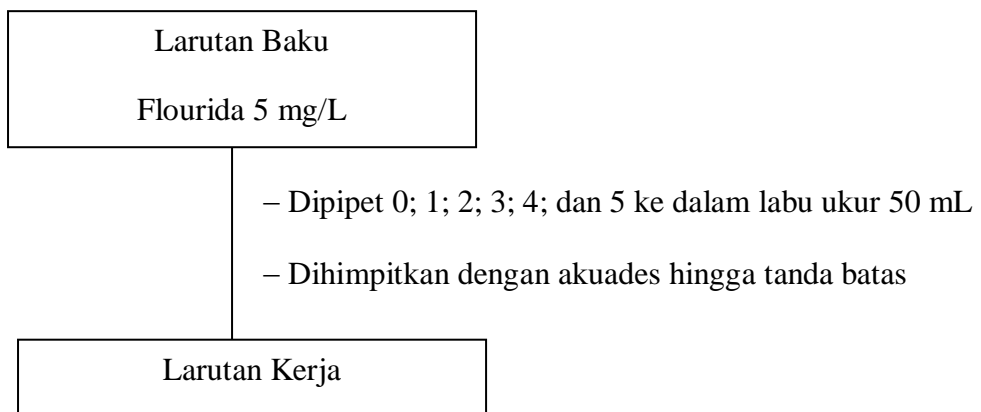 Larutan Baku
Flourida 5 mg/L
– Dipipet 0; 1; 2; 3; 4; dan 5 ke dalam labu ukur 50 mL
– Dihimpitkan dengan akuades hingga tanda batas
Larutan Kerja